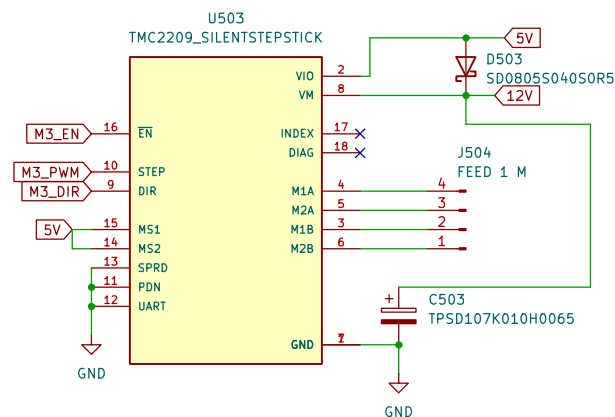 U503
TMC2209_SILENTSTEPSTICK
5V
D503
SD0805S040S0R5
12V
VIO 2
VM 8
M3_EN 16 EN
INDEX 17
DIAG 18
J504
FEED 1 M
M3_PWM 10 STEP
M3_DIR 9 DIR
M1A 4 4
M2A 5 3
M1B 3 2
M2B 6 1
5V 15 MS1
14 MS2
13 SPRD
11 PDN
12 UART
+
C503
TPSD107K010H0065
GND
GND
GND